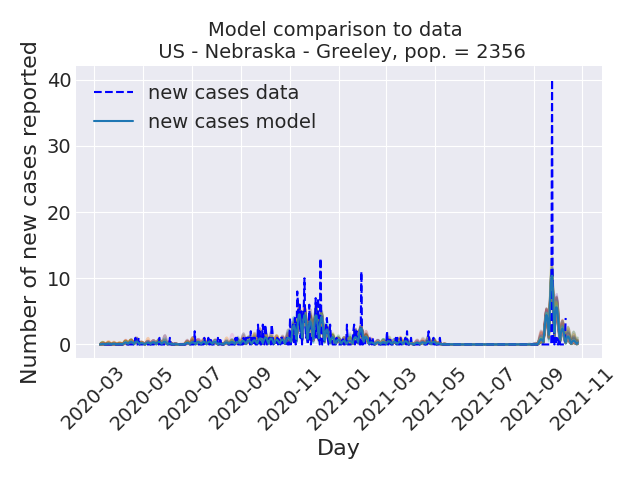 Model comparison to data
US - Nebraska - Greeley, pop. = 2356
Number of new cases reported
40
30
20
10
0
new cases data
new cases model
2020-03
2020-05
2020-07
2020-09
2020-11
2021-01
2021-03
2021-05
2021-07
2021-09
2021-11
Day